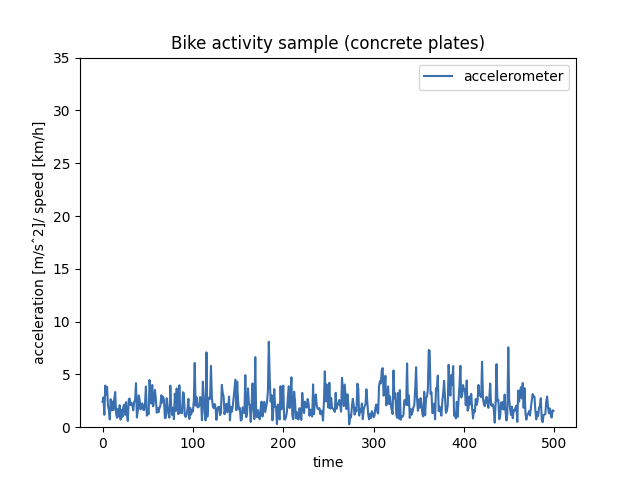 Bike activity sample (concrete plates)
accelerometer
acceleration [m/sˆ2]/ speed [km/h]
35
30
25
20
15
10
5
0
0 100 200 300 400 500
time